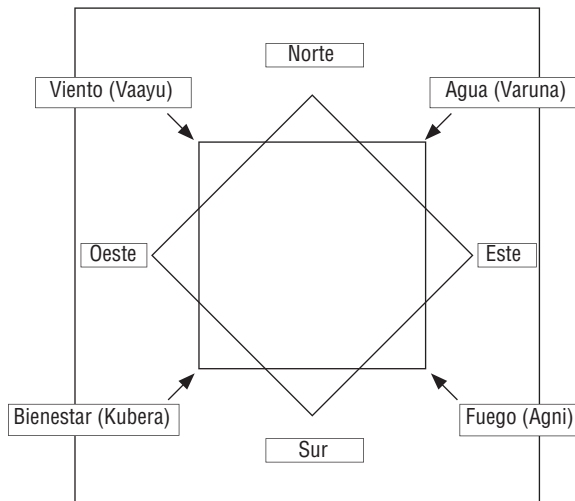 Norte
Viento (Vaayu)
Agua (Varuna)
Oeste
Este
Bienestar (Kubera)
Fuego (Agni)
Sur